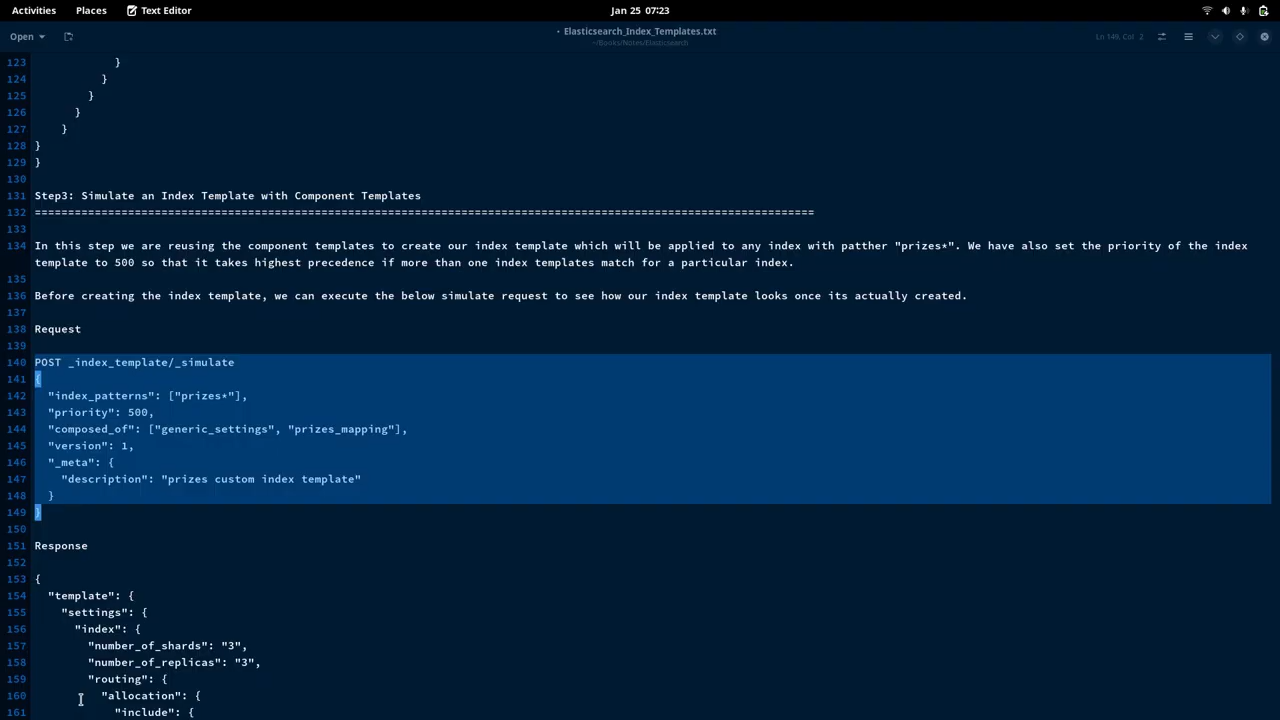 Activities Places Text Editor Jan 25 07:23
Open • Elasticsearch_Index_Templates.txt Ln 149, Col 2
~/Books/Notes/Elasticsearch
123 }
124 }
125 }
126 }
127 }
128 }
129 }
130
131 Step3: Simulate an Index Template with Component Templates
132 =====================================================================================================================
133
134 In this step we are reusing the component templates to create our index template which will be applied to any index with patther "prizes*". We have also set the priority of the index
template to 500 so that it takes highest precedence if more than one index templates match for a particular index.
135
136 Before creating the index template, we can execute the below simulate request to see how our index template looks once its actually created.
137
138 Request
139
140 POST _index_template/_simulate
141 {
142 "index_patterns": ["prizes*"],
143 "priority": 500,
144 "composed_of": ["generic_settings", "prizes_mapping"],
145 "version": 1,
146 "_meta": {
147 "description": "prizes custom index template"
148 }
149 }
150
151 Response
152
153 {
154 "template": {
155 "settings": {
156 "index": {
157 "number_of_shards": "3",
158 "number_of_replicas": "3",
159 "routing": {
160 "allocation": {
161 "include": {